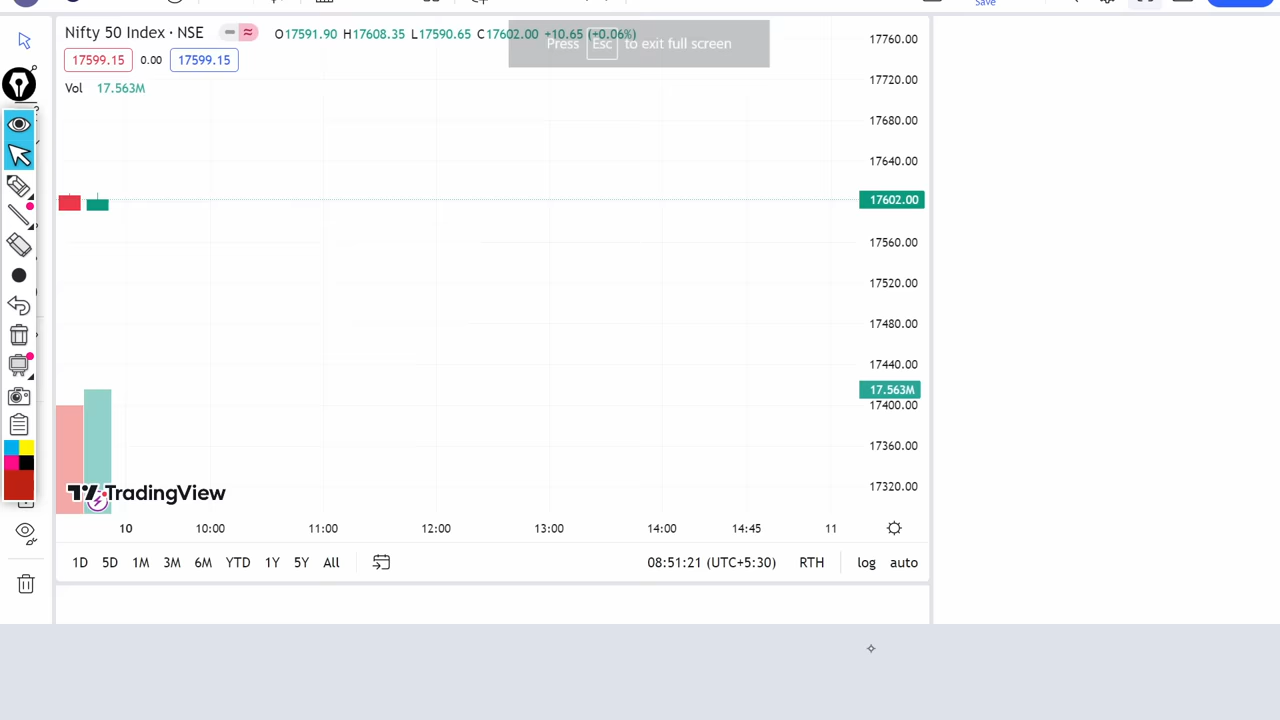 Save
Nifty 50 Index · NSE
O17591.90 H17608.35 L17590.65 C17602.00 +10.65 (+0.06%)
Press Esc to exit full screen
17599.15 0.00 17599.15
Vol 17.563M
17760.00
17720.00
17680.00
17640.00
17602.00
17560.00
17520.00
17480.00
17440.00
17.563M
17400.00
17360.00
17320.00
TradingView
10 10:00 11:00 12:00 13:00 14:00 14:45 11
1D 5D 1M 3M 6M YTD 1Y 5Y All
08:51:21 (UTC+5:30) RTH log auto